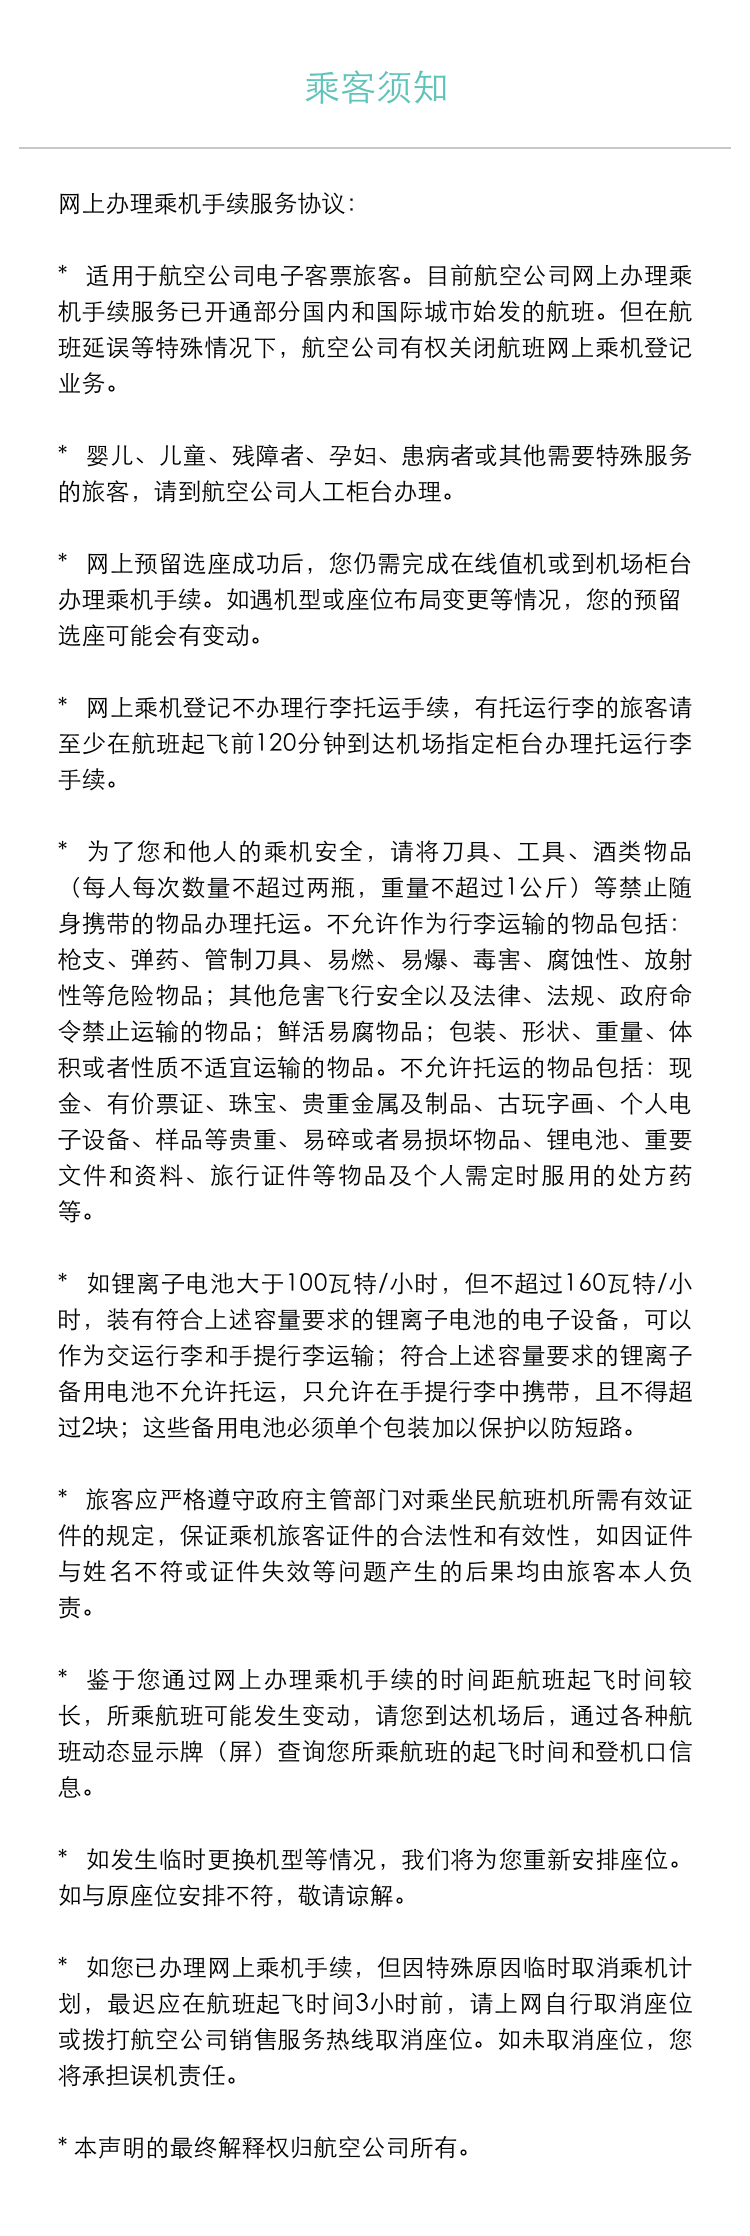 乘客须知
网上办理乘机手续服务协议：
* 适用于航空公司电子客票旅客。目前航空公司网上办理乘
机手续服务已开通部分国内和国际城市始发的航班。但在航
班延误等特殊情况下，航空公司有权关闭航班网上乘机登记
业务。
* 婴儿、儿童、残障者、孕妇、患病者或其他需要特殊服务
的旅客，请到航空公司人工柜台办理。
* 网上预留选座成功后，您仍需完成在线值机或到机场柜台
办理乘机手续。如遇机型或座位布局变更等情况，您的预留
选座可能会有变动。
* 网上乘机登记不办理行李托运手续，有托运行李的旅客请
至少在航班起飞前120分钟到达机场指定柜台办理托运行李
手续。
* 为了您和他人的乘机安全，请将刀具、工具、酒类物品
（每人每次数量不超过两瓶，重量不超过1公斤）等禁止随
身携带的物品办理托运。不允许作为行李运输的物品包括：
枪支、弹药、管制刀具、易燃、易爆、毒害、腐蚀性、放射
性等危险物品；其他危害飞行安全以及法律、法规、政府命
令禁止运输的物品；鲜活易腐物品；包装、形状、重量、体
积或者性质不适宜运输的物品。不允许托运的物品包括：现
金、有价票证、珠宝、贵重金属及制品、古玩字画、个人电
子设备、样品等贵重、易碎或者易损坏物品、锂电池、重要
文件和资料、旅行证件等物品及个人需定时服用的处方药
等。
* 如锂离子电池大于100瓦特/小时，但不超过160瓦特/小
时，装有符合上述容量要求的锂离子电池的电子设备，可以
作为交运行李和手提行李运输；符合上述容量要求的锂离子
备用电池不允许托运，只允许在手提行李中携带，且不得超
过2块；这些备用电池必须单个包装加以保护以防短路。
* 旅客应严格遵守政府主管部门对乘坐民航班机所需有效证
件的规定，保证乘机旅客证件的合法性和有效性，如因证件
与姓名不符或证件失效等问题产生的后果均由旅客本人负
责。
* 鉴于您通过网上办理乘机手续的时间距航班起飞时间较
长，所乘航班可能发生变动，请您到达机场后，通过各种航
班动态显示牌（屏）查询您所乘航班的起飞时间和登机口信
息。
* 如发生临时更换机型等情况，我们将为您重新安排座位。
如与原座位安排不符，敬请谅解。
* 如您已办理网上乘机手续，但因特殊原因临时取消乘机计
划，最迟应在航班起飞时间3小时前，请上网自行取消座位
或拨打航空公司销售服务热线取消座位。如未取消座位，您
将承担误机责任。
* 本声明的最终解释权归航空公司所有。